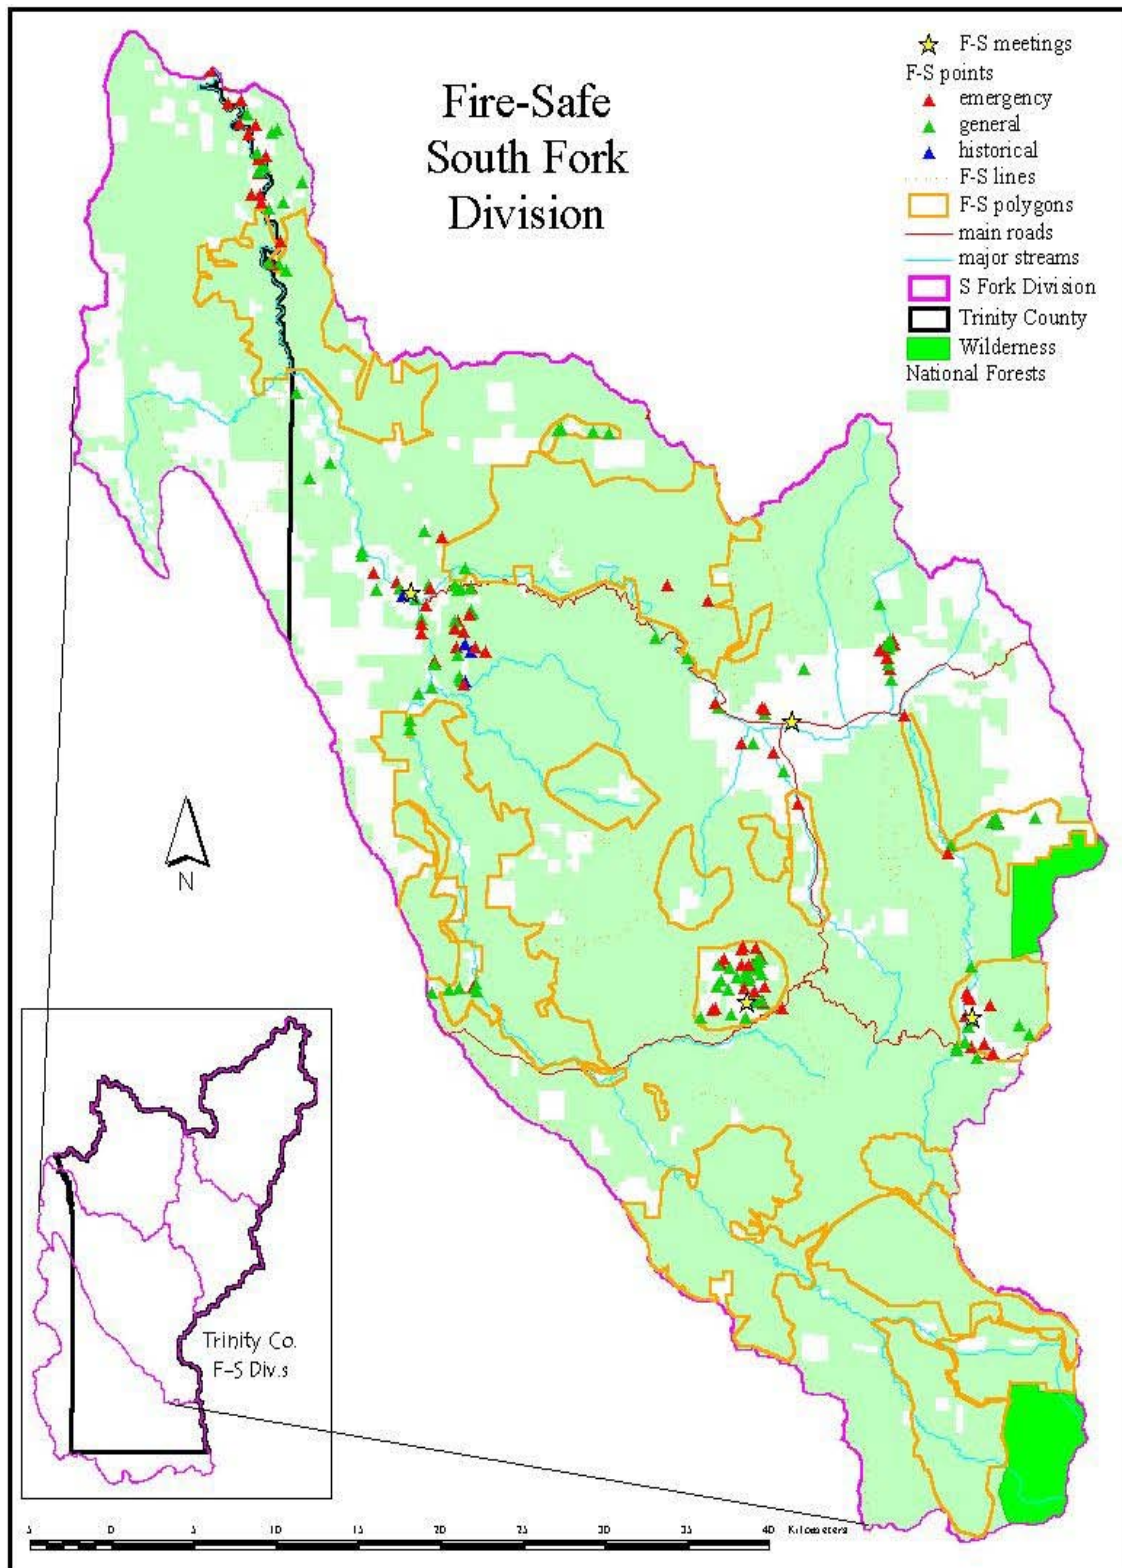 Fire-Safe
South Fork
Division
F-S meetings
F-S points
emergency
general
historical
F-S lines
F-S polygons
main roads
major streams
S Fork Division
Trinity County
Wilderness
National Forests
N
Trinity Co.
F-S Div.s
5 0 5 10 15 20 25 30 35 40 Kilometers